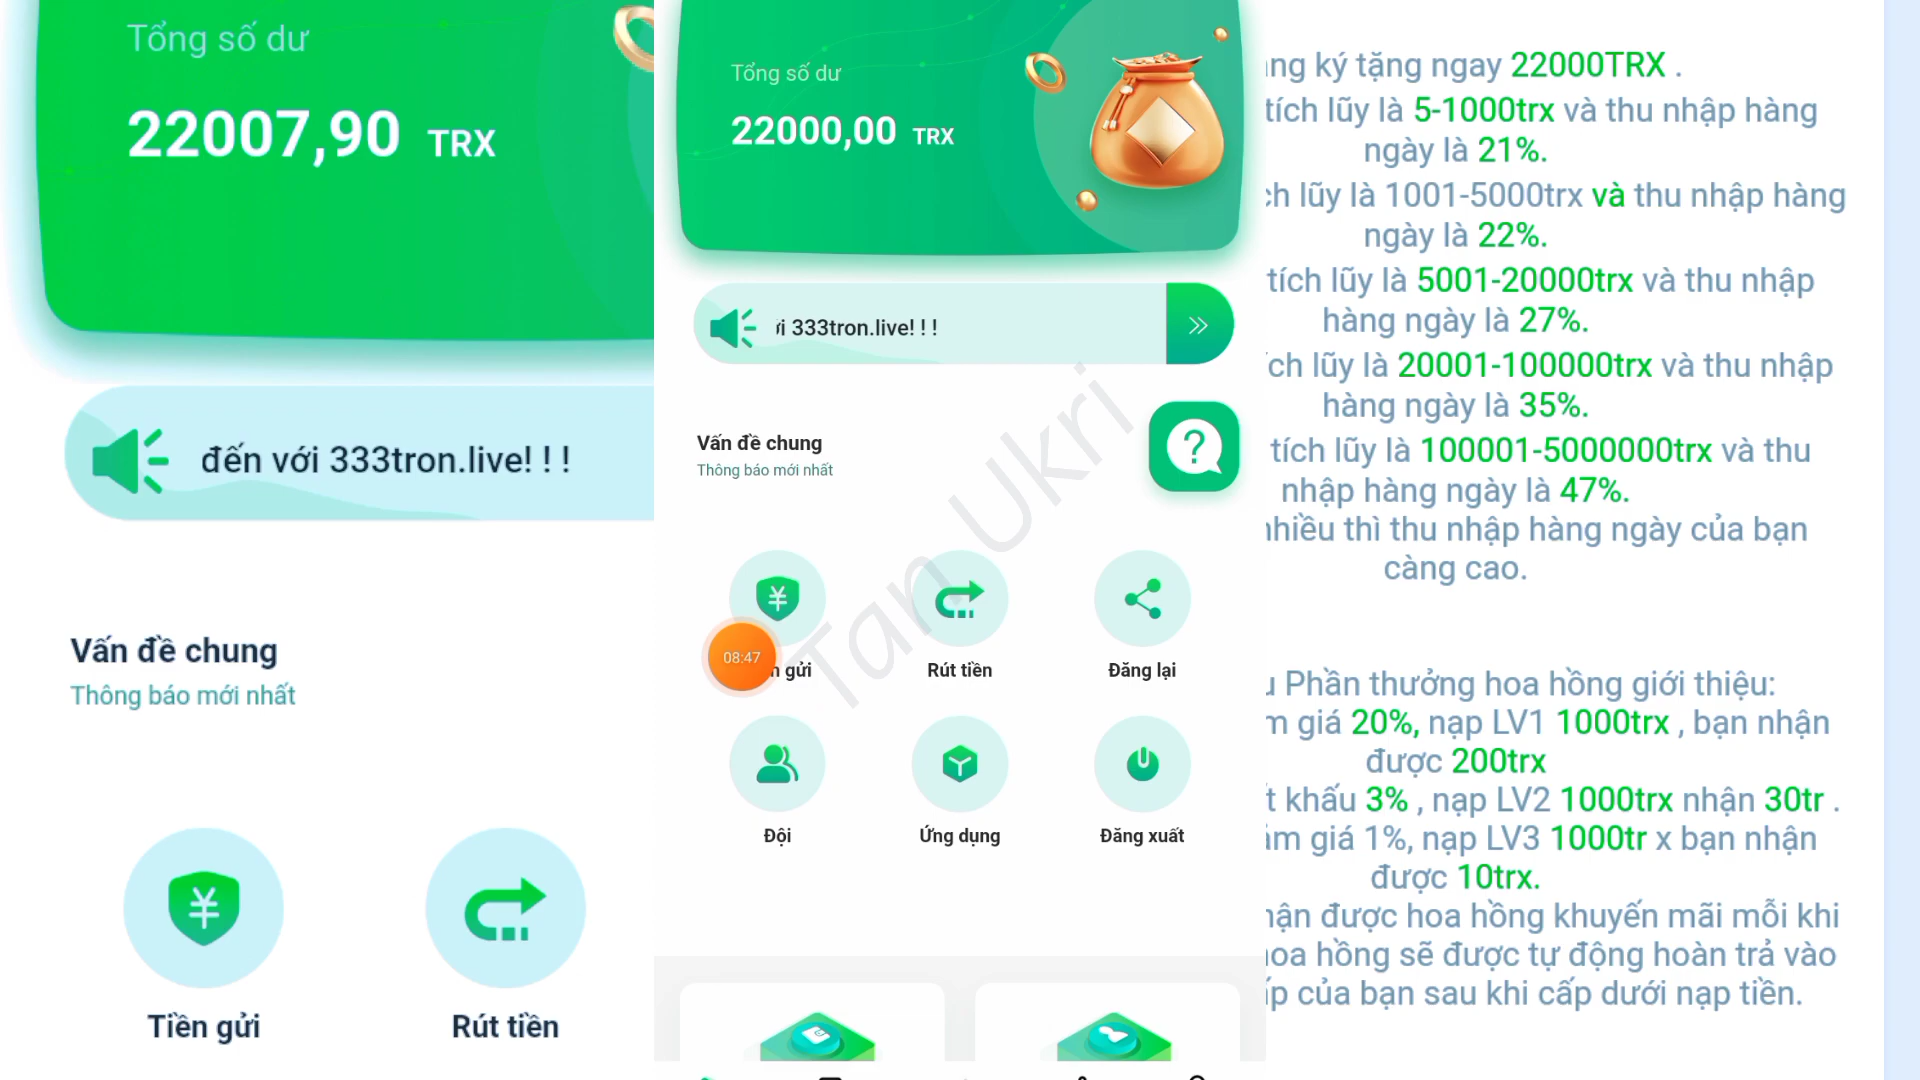 Tổng số dư
22007,90 TRX
đến với 333tron.live! ! !
Vấn đề chung
Thông báo mới nhất
Tiền gửi
Rút tiền
Tổng số dư
22000,00 TRX
333tron.live! ! !
Vấn đề chung
Thông báo mới nhất
08:47
gửi
Rút tiền
Đăng lại
Đội
Ứng dụng
Đăng xuất
Tan Ukri
ký tặng ngay 22000TRX .
tích lũy là 5-1000trx và thu nhập hàng
ngày là 21%.
lũy là 1001-5000trx và thu nhập hàng
ngày là 22%.
tích lũy là 5001-20000trx và thu nhập
hàng ngày là 27%.
lũy là 20001-100000trx và thu nhập
hàng ngày là 35%.
tích lũy là 100001-5000000trx và thu
nhập hàng ngày là 47%.
nhiều thì thu nhập hàng ngày của bạn
càng cao.
Phần thưởng hoa hồng giới thiệu:
giá 20%, nạp LV1 1000trx , bạn nhận
được 200trx
khấu 3% , nạp LV2 1000trx nhận 30tr .
giá 1%, nạp LV3 1000tr x bạn nhận
được 10trx.
được hoa hồng khuyến mãi mỗi khi
hoa hồng sẽ được tự động hoàn trả vào
của bạn sau khi cấp dưới nạp tiền.